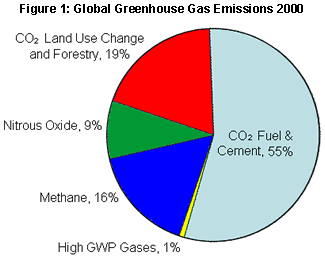 Figure 1: Global Greenhouse Gas Emissions 2000
CO₂ Land Use Change
and Forestry, 19%
Nitrous Oxide, 9%
CO₂ Fuel &
Cement, 55%
Methane, 16%
High GWP Gases, 1%